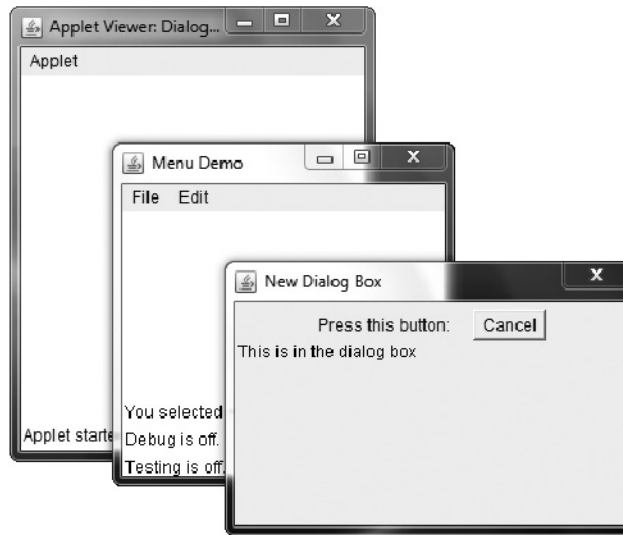 Applet Viewer: Dialog...
Applet
Menu Demo
File Edit
New Dialog Box
Press this button: Cancel
This is in the dialog box
You selected
Debug is off.
Testing is off.
Applet starte